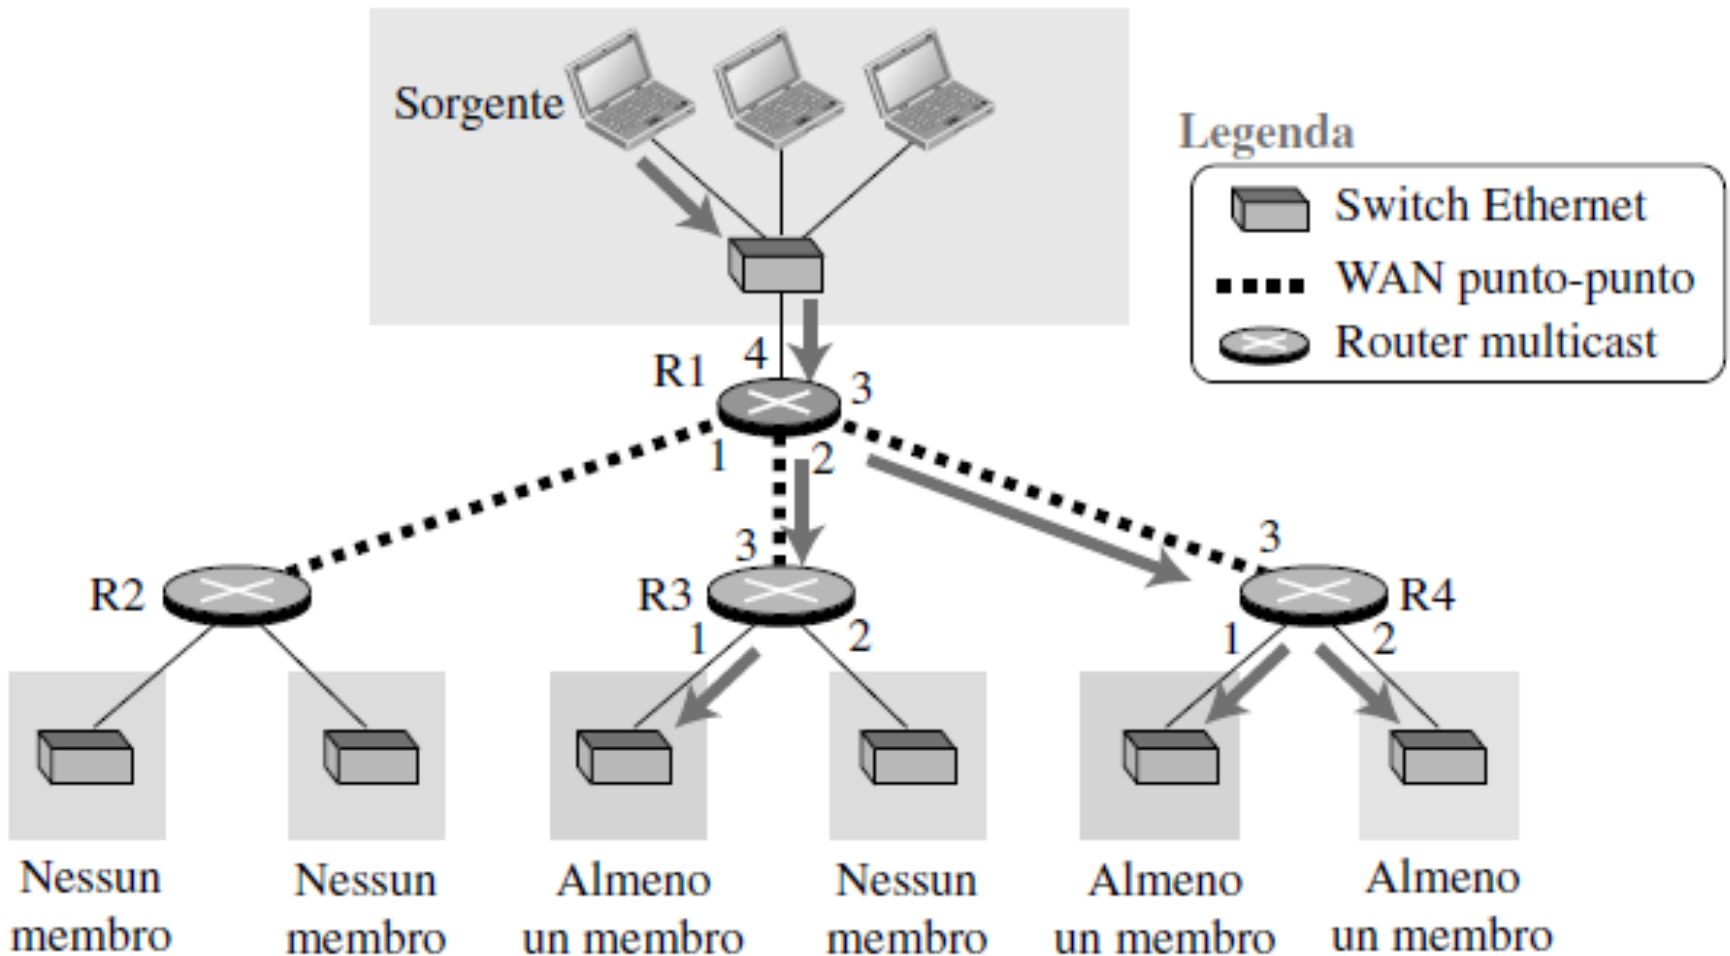 Sorgente
Legenda
Switch Ethernet
WAN punto-punto
Router multicast
4
R1
3
1
2
3
3
R2
R3
R4
1
2
1
2
Nessun
membro
Nessun
membro
Almeno
un membro
Nessun
membro
Almeno
un membro
Almeno
un membro